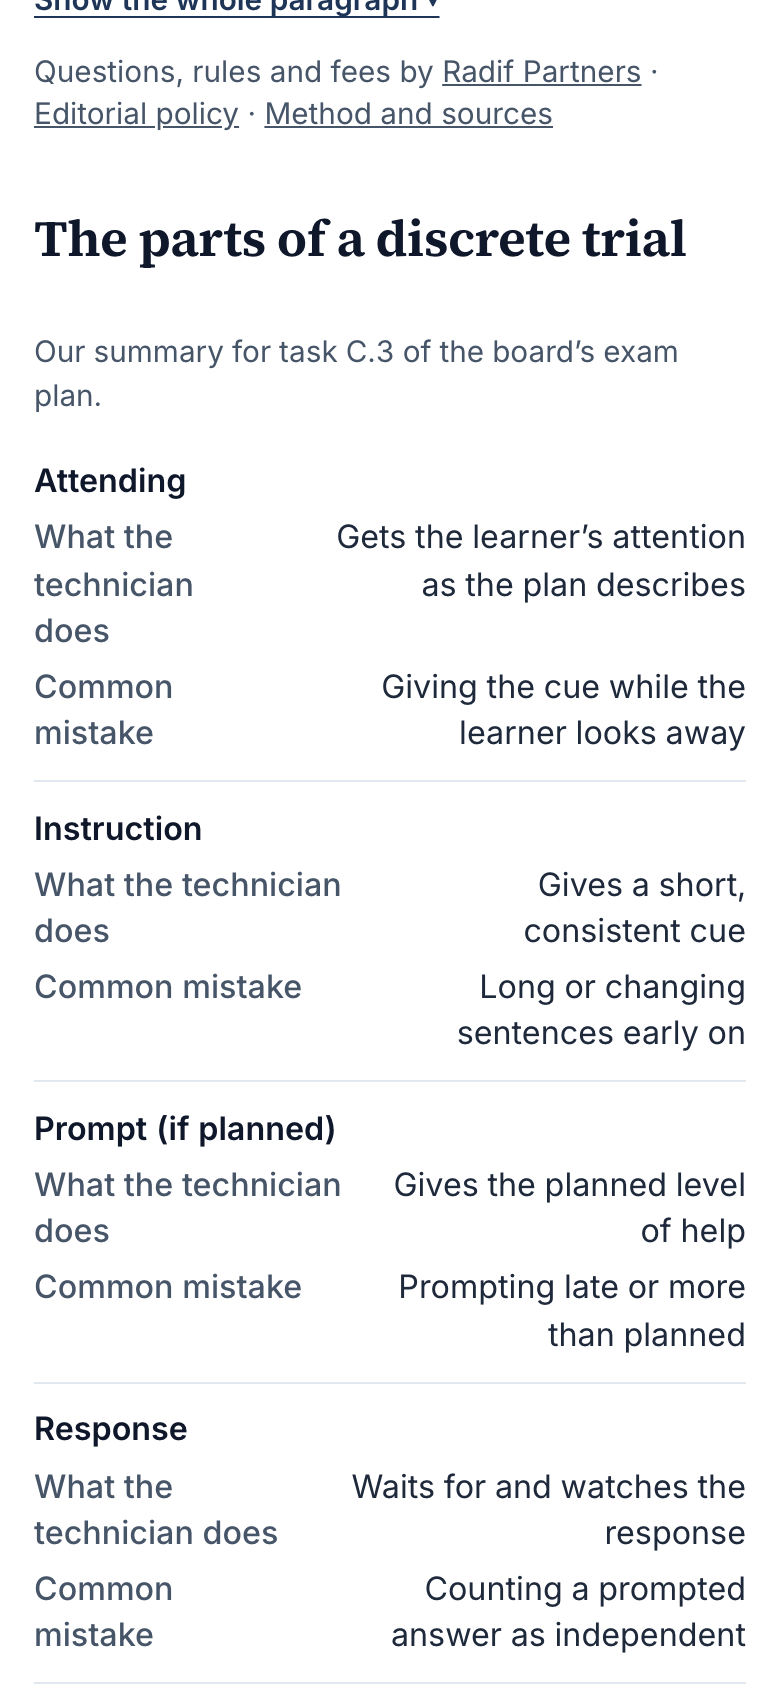 Show the whole paragraph ▾
Questions, rules and fees by Radif Partners ·
Editorial policy · Method and sources
The parts of a discrete trial
Our summary for task C.3 of the board’s exam
plan.
Attending
What the technician does
Gets the learner’s attention as the plan describes
Common mistake
Giving the cue while the learner looks away
Instruction
What the technician does
Gives a short, consistent cue
Common mistake
Long or changing sentences early on
Prompt (if planned)
What the technician does
Gives the planned level of help
Common mistake
Prompting late or more than planned
Response
What the technician does
Waits for and watches the response
Common mistake
Counting a prompted answer as independent